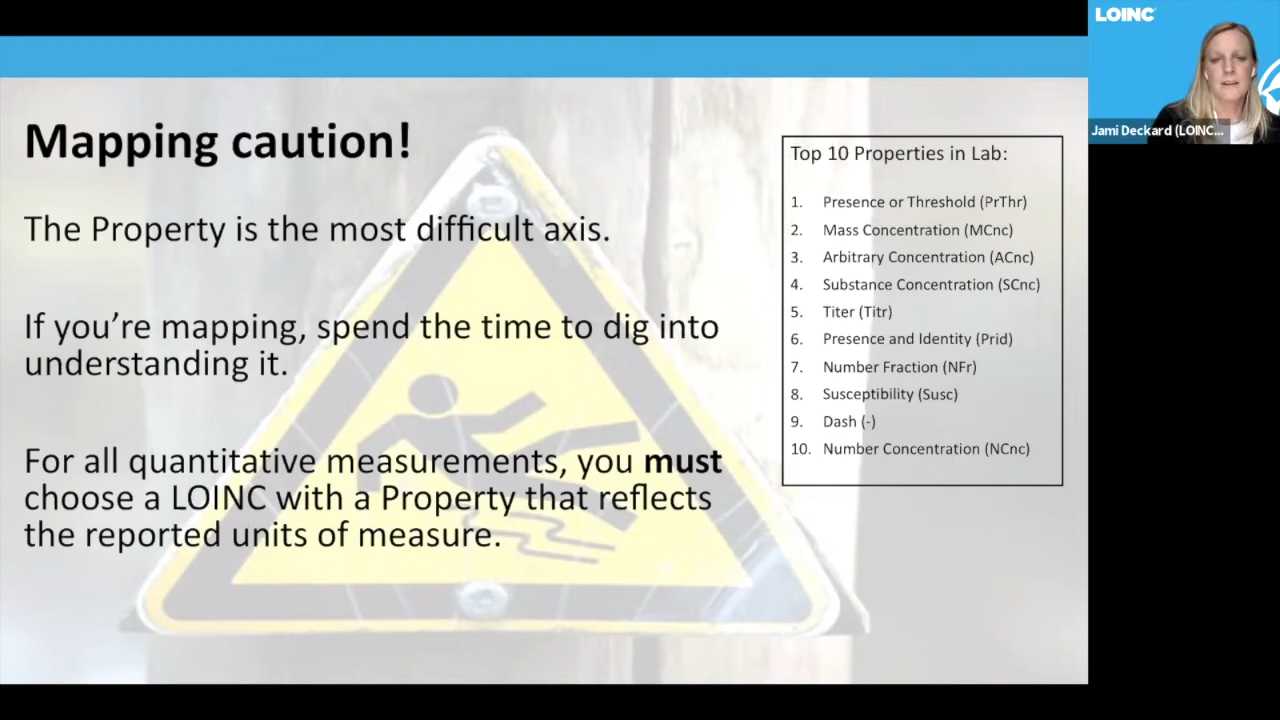 Mapping caution!
The Property is the most difficult axis.
If you're mapping, spend the time to dig into
understanding it.
For all quantitative measurements, you must
choose a LOINC with a Property that reflects
the reported units of measure.
Top 10 Properties in Lab:
1. Presence or Threshold (PrThr)
2. Mass Concentration (MCnc)
3. Arbitrary Concentration (ACnc)
4. Substance Concentration (SCnc)
5. Titer (Titr)
6. Presence and Identity (Prid)
7. Number Fraction (NFr)
8. Susceptibility (Susc)
9. Dash (-)
10. Number Concentration (NCnc)
LOINC
Jami Deckard (LOINC...